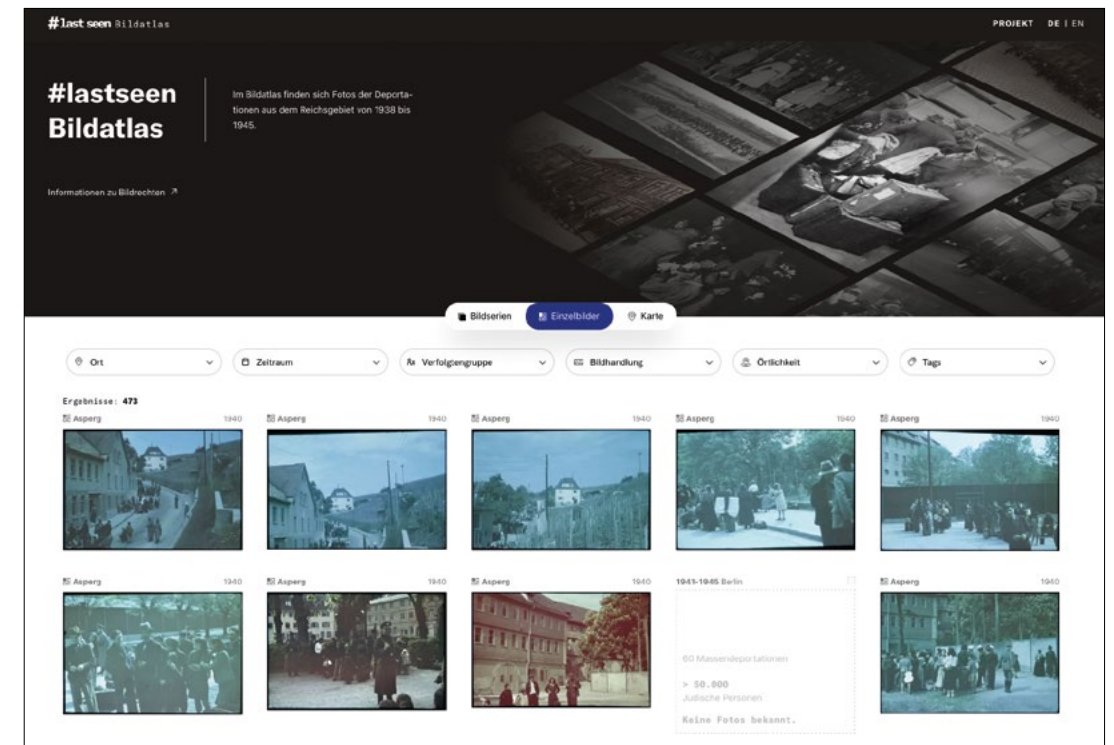 #last seen Bildatlas
PROJEKT DE | EN
#lastseen
Bildatlas
Im Bildatlas finden sich Fotos der Deporta-
tionen aus dem Reichsgebiet von 1938 bis
1945.
Informationen zu Bildrechten ↗
Bildserien Einzelbilder Karte
Ort Zeitraum Verfolgtengruppe Bildhandlung Örtlichkeit Tags
Ergebnisse: 473
Asperg 1940 Asperg 1940 Asperg 1940 Asperg 1940 Asperg 1940
Asperg 1940 Asperg 1940 Asperg 1940 1941-1945 Berlin Asperg 1940
60 Massendeportationen
> 50.000
Jüdische Personen
Keine Fotos bekannt.